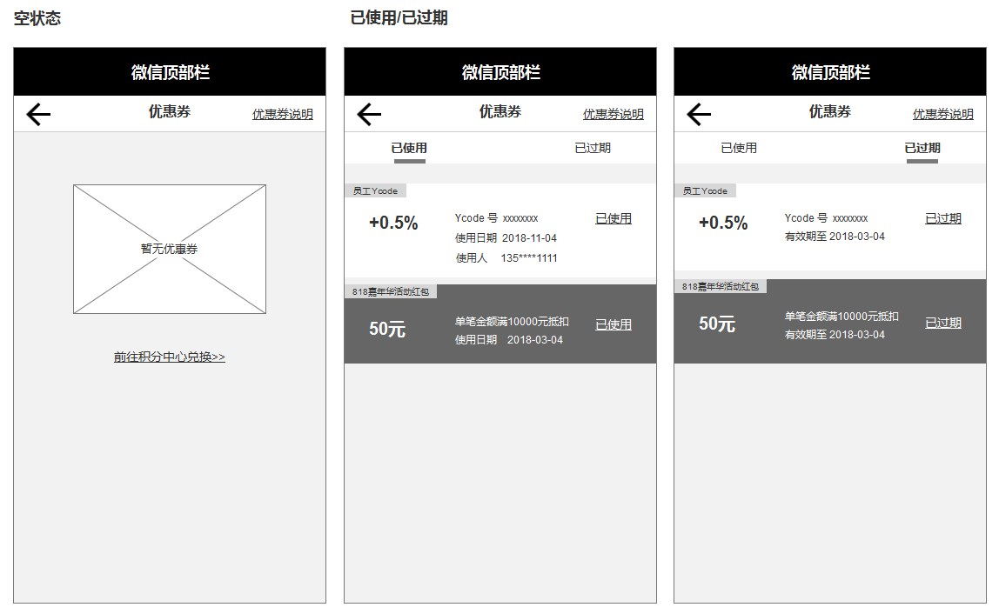 空状态
已使用/已过期
微信顶部栏
优惠券
优惠券说明
暂无优惠券
前往积分中心兑换>>
微信顶部栏
优惠券
优惠券说明
已使用
已过期
员工Ycode
+0.5%
Ycode 号 xxxxxxxx
已使用
使用日期 2018-11-04
使用人 135****1111
818嘉年华活动红包
50元
单笔金额满10000元抵扣
已使用
使用日期 2018-03-04
微信顶部栏
优惠券
优惠券说明
已使用
已过期
员工Ycode
+0.5%
Ycode 号 xxxxxxxx
已过期
有效期至 2018-03-04
818嘉年华活动红包
50元
单笔金额满10000元抵扣
已过期
有效期至 2018-03-04